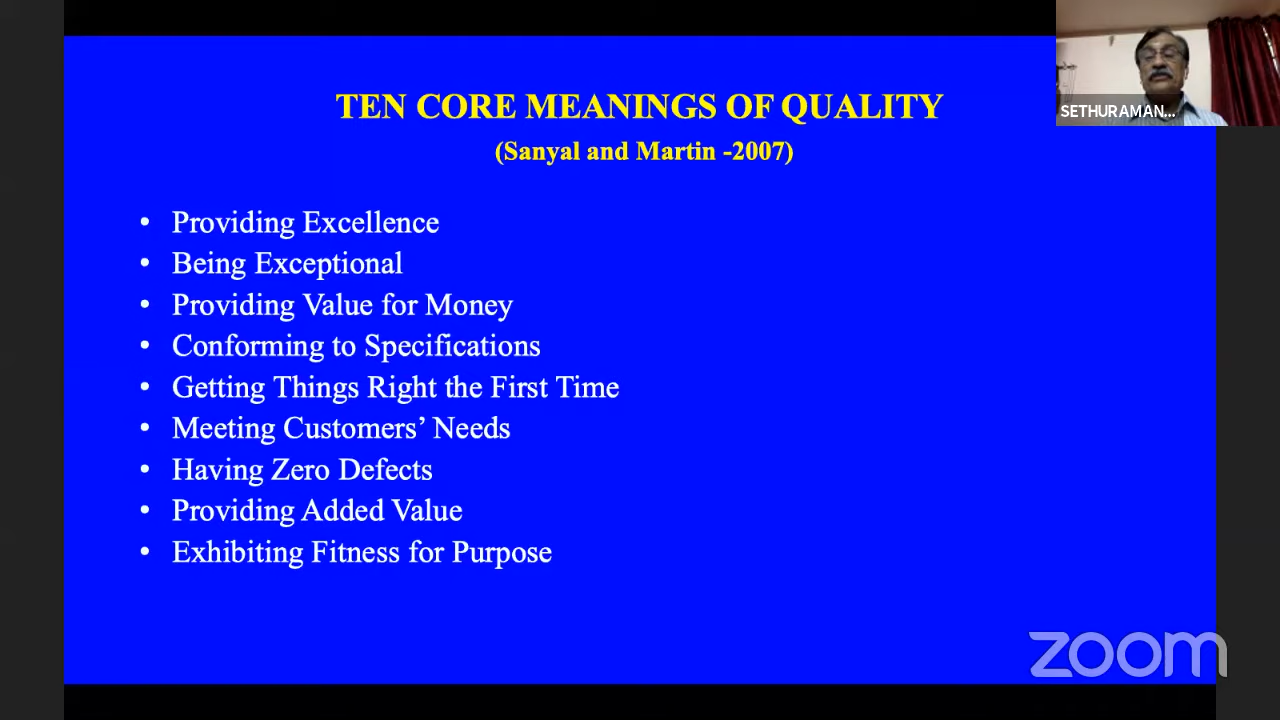 TEN CORE MEANINGS OF QUALITY
(Sanyal and Martin -2007)
SETHURAMAN...
• Providing Excellence
• Being Exceptional
• Providing Value for Money
• Conforming to Specifications
• Getting Things Right the First Time
• Meeting Customers’ Needs
• Having Zero Defects
• Providing Added Value
• Exhibiting Fitness for Purpose
zoom